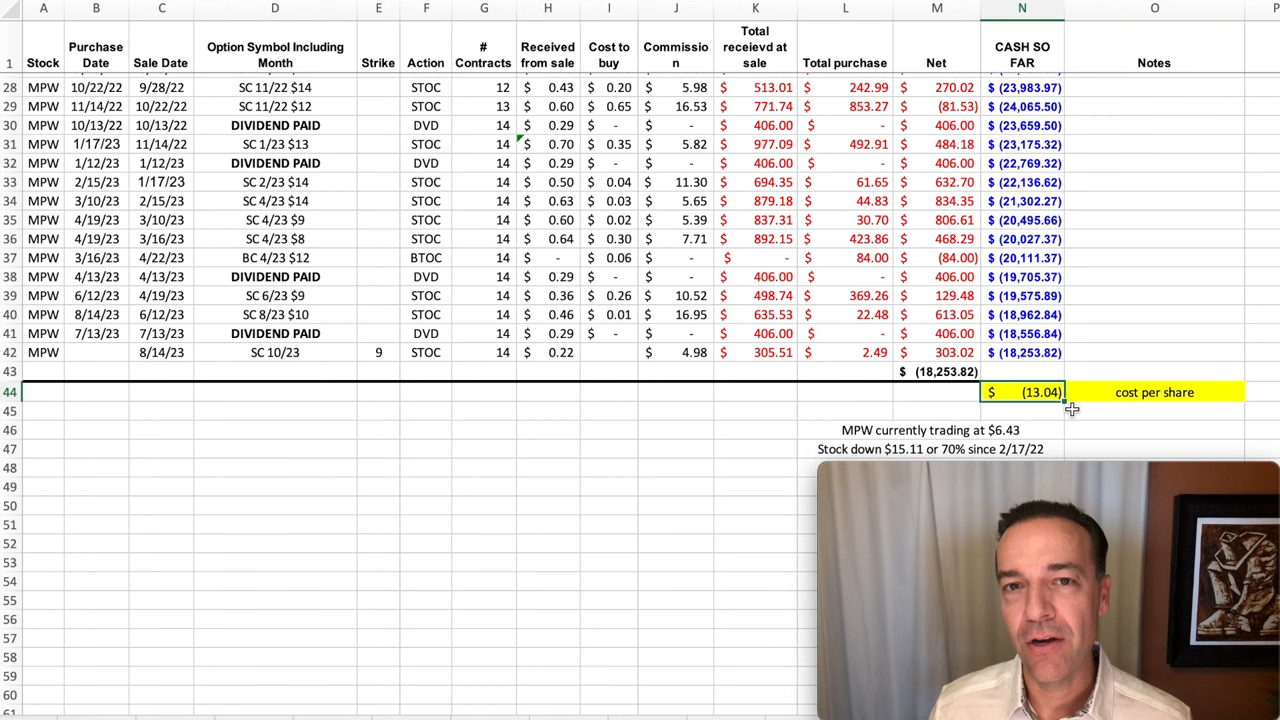 A B C D E F G H I J K L M N O P
1 Stock Purchase Date Sale Date Option Symbol Including Month Strike Action # Contracts Received from sale Cost to buy Commission Total receievd at sale Total purchase Net CASH SO FAR Notes
28 MPW 10/22/22 9/28/22 SC 11/22 $14 STOC 12 $ 0.43 $ 0.20 $ 5.98 $ 513.01 $ 242.99 $ 270.02 $ (23,983.97)
29 MPW 11/14/22 10/22/22 SC 11/22 $12 STOC 13 $ 0.60 $ 0.65 $ 16.53 $ 771.74 $ 853.27 $ (81.53) $ (24,065.50)
30 MPW 10/13/22 10/13/22 DIVIDEND PAID DVD 14 $ 0.29 $ - $ - $ 406.00 $ - $ 406.00 $ (23,659.50)
31 MPW 1/17/23 11/14/22 SC 1/23 $13 STOC 14 $ 0.70 $ 0.35 $ 5.82 $ 977.09 $ 492.91 $ 484.18 $ (23,175.32)
32 MPW 1/12/23 1/12/23 DIVIDEND PAID DVD 14 $ 0.29 $ - $ - $ 406.00 $ - $ 406.00 $ (22,769.32)
33 MPW 2/15/23 1/17/23 SC 2/23 $14 STOC 14 $ 0.50 $ 0.04 $ 11.30 $ 694.35 $ 61.65 $ 632.70 $ (22,136.62)
34 MPW 3/10/23 2/15/23 SC 4/23 $14 STOC 14 $ 0.63 $ 0.03 $ 5.65 $ 879.18 $ 44.83 $ 834.35 $ (21,302.27)
35 MPW 4/19/23 3/10/23 SC 4/23 $9 STOC 14 $ 0.60 $ 0.02 $ 5.39 $ 837.31 $ 30.70 $ 806.61 $ (20,495.66)
36 MPW 4/19/23 3/16/23 SC 4/23 $8 STOC 14 $ 0.64 $ 0.30 $ 7.71 $ 892.15 $ 423.86 $ 468.29 $ (20,027.37)
37 MPW 3/16/23 4/22/23 BC 4/23 $12 BTOC 14 $ - $ 0.06 $ - $ - $ 84.00 $ (84.00) $ (20,111.37)
38 MPW 4/13/23 4/13/23 DIVIDEND PAID DVD 14 $ 0.29 $ - $ - $ 406.00 $ - $ 406.00 $ (19,705.37)
39 MPW 6/12/23 4/19/23 SC 6/23 $9 STOC 14 $ 0.36 $ 0.26 $ 10.52 $ 498.74 $ 369.26 $ 129.48 $ (19,575.89)
40 MPW 8/14/23 6/12/23 SC 8/23 $10 STOC 14 $ 0.46 $ 0.01 $ 16.95 $ 635.53 $ 22.48 $ 613.05 $ (18,962.84)
41 MPW 7/13/23 7/13/23 DIVIDEND PAID DVD 14 $ 0.29 $ - $ - $ 406.00 $ - $ 406.00 $ (18,556.84)
42 MPW 8/14/23 SC 10/23 9 STOC 14 $ 0.22 $ 4.98 $ 305.51 $ 2.49 $ 303.02 $ (18,253.82)
43 $ (18,253.82)
44 $ (13.04) cost per share
45
46 MPW currently trading at $6.43
47 Stock down $15.11 or 70% since 2/17/22
48
49
50
51
52
53
54
55
56
57
58
59
60
61